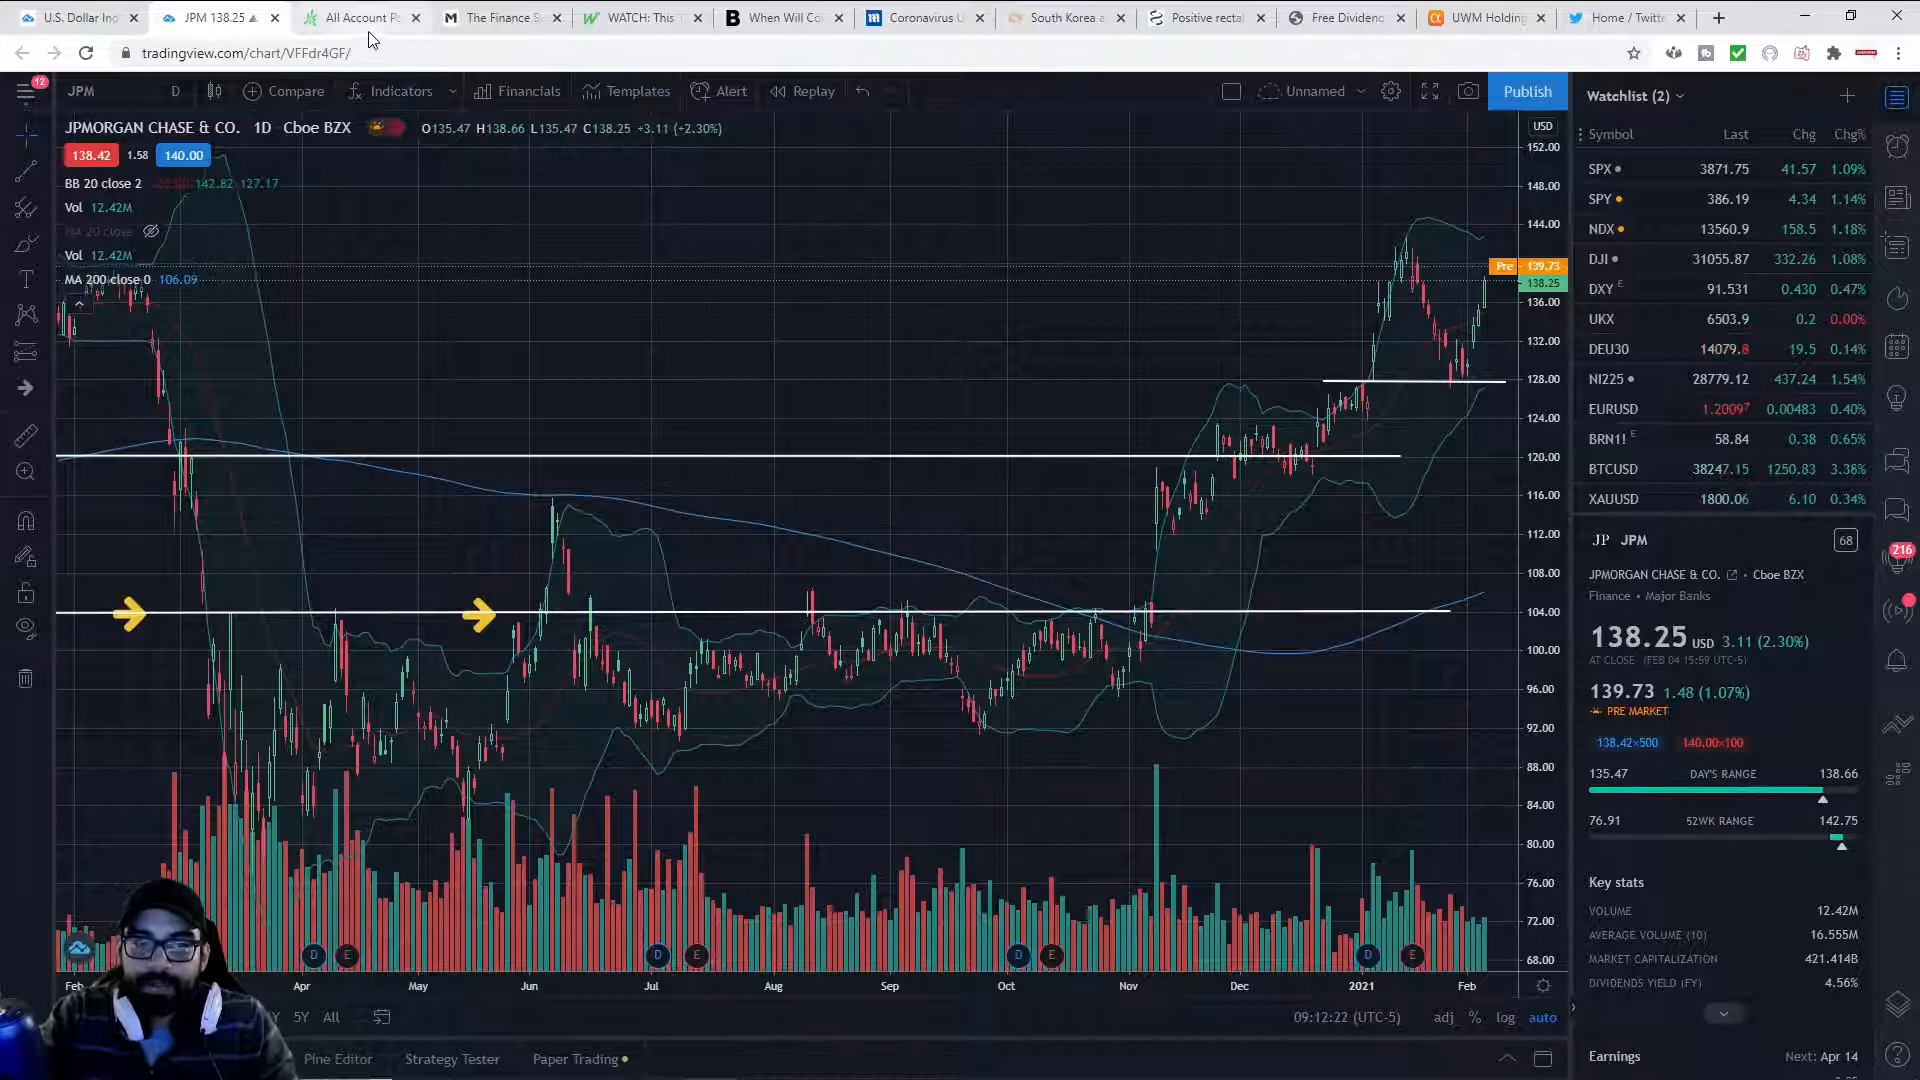 U.S. Dollar Ind
JPM 138.25
All Account Po
The Finance S
WATCH: This T
When Will Co
Coronavirus U
South Korea a
Positive recta
Free Dividend
UWM Holding
Home / Twitte
tradingview.com/chart/VFFdr4GF/
12
JPM
D
Compare
Indicators
Financials
Templates
Alert
Replay
Unnamed
Publish
JPMORGAN CHASE & CO. 1D Cboe BZX
O135.47 H138.66 L135.47 C138.25 +3.11 (+2.30%)
138.42 1.58 140.00
BB 20 close 2
142.82 127.17
Vol 12.42M
MA 20 close
Vol 12.42M
MA 200 close 0 106.09
USD
152.00
148.00
144.00
Pre 139.73
138.25
136.00
132.00
128.00
124.00
120.00
116.00
112.00
108.00
104.00
100.00
96.00
92.00
88.00
84.00
80.00
76.00
72.00
68.00
D E D E D E D E
Feb
Apr May Jun Jul Aug Sep Oct Nov Dec 2021 Feb
5Y All
09:12:22 (UTC-5)
adj % log auto
Pine Editor
Strategy Tester
Paper Trading
Watchlist (2)
Symbol Last Chg Chg%
SPX 3871.75 41.57 1.09%
SPY 386.19 4.34 1.14%
NDX 13560.9 158.5 1.18%
DJI 31055.87 332.26 1.08%
DXY E 91.531 0.430 0.47%
UKX 6503.9 0.2 0.00%
DEU30 14079.8 19.5 0.14%
NI225 28779.12 437.24 1.54%
EURUSD 1.20097 0.00483 0.40%
BRN1! E 58.84 0.38 0.65%
BTCUSD 38247.15 1250.83 3.38%
XAUUSD 1800.06 6.10 0.34%
JP JPM
68
JPMORGAN CHASE & CO. • Cboe BZX
Finance • Major Banks
138.25 USD 3.11 (2.30%)
AT CLOSE (FEB 04 15:59 UTC-5)
139.73 1.48 (1.07%)
PRE MARKET
138.42×500 140.00×100
135.47 DAY'S RANGE 138.66
76.91 52WK RANGE 142.75
Key stats
VOLUME 12.42M
AVERAGE VOLUME (10) 16.555M
MARKET CAPITALIZATION 421.414B
DIVIDENDS YIELD (FY) 4.56%
Earnings Next: Apr 14
216